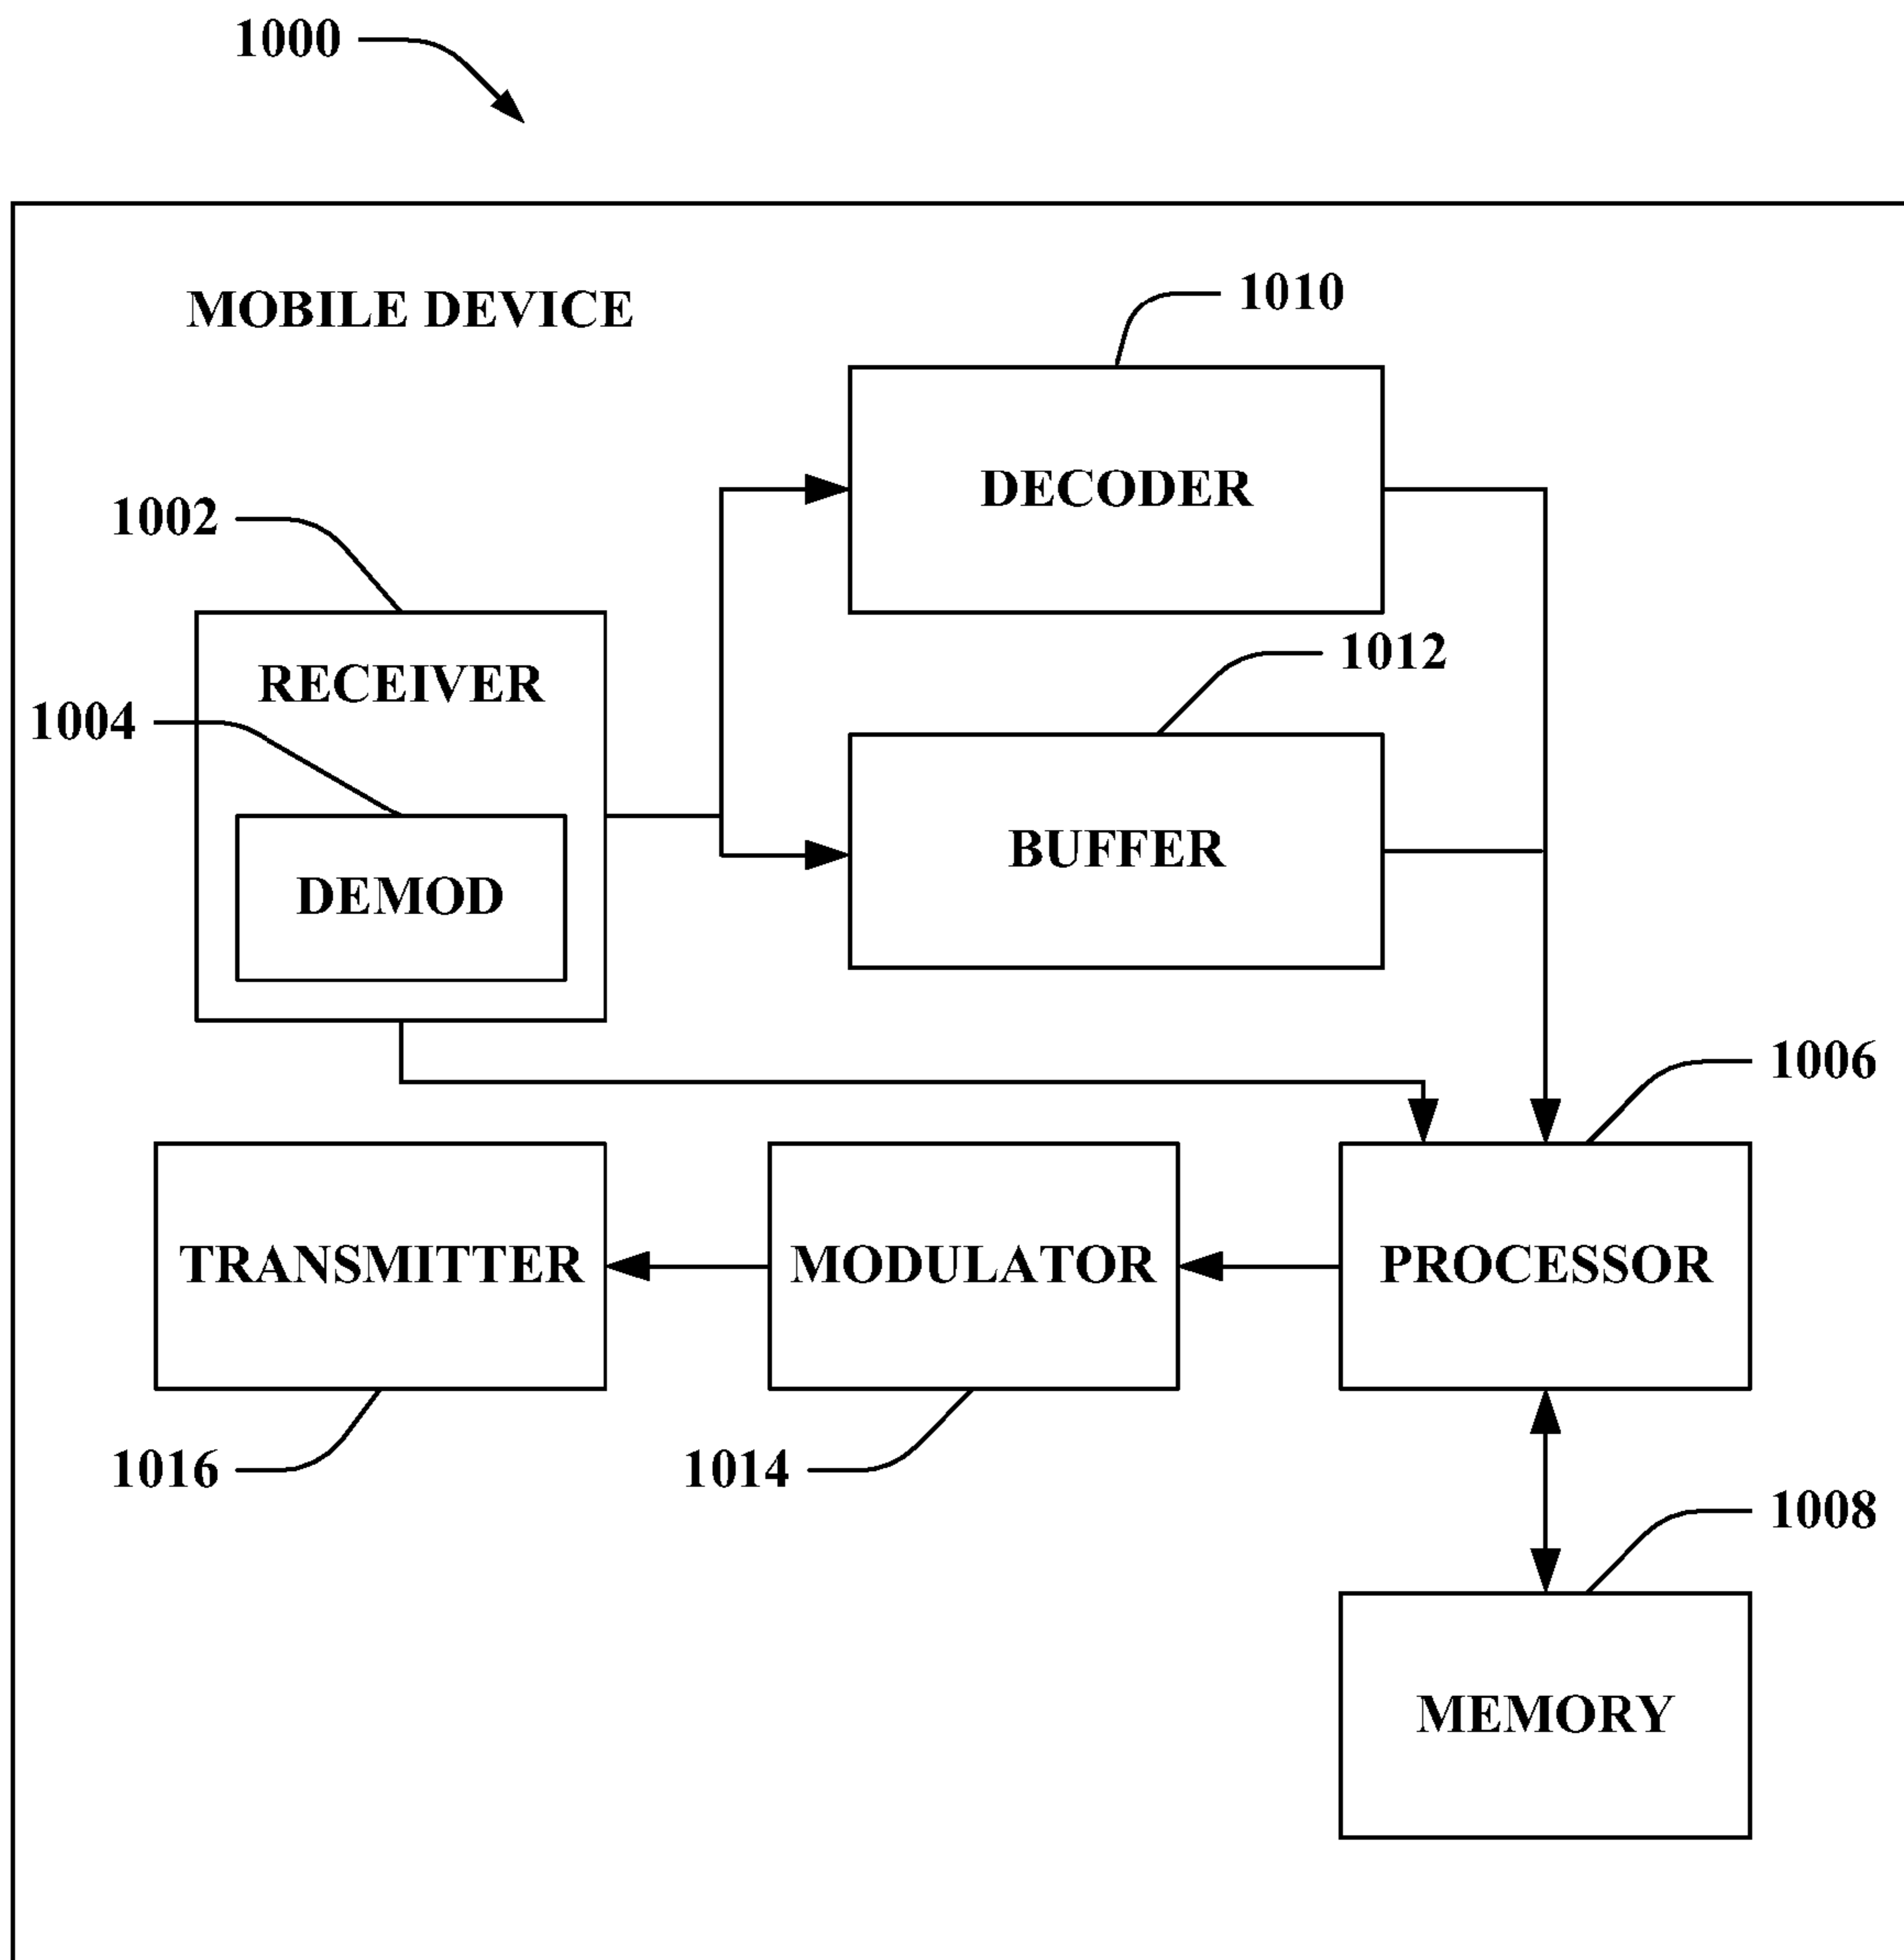 1000
MOBILE DEVICE
1010
DECODER
1002
1012
RECEIVER
1004
BUFFER
DEMOD
1006
TRANSMITTER
MODULATOR
PROCESSOR
1016
1014
1008
MEMORY